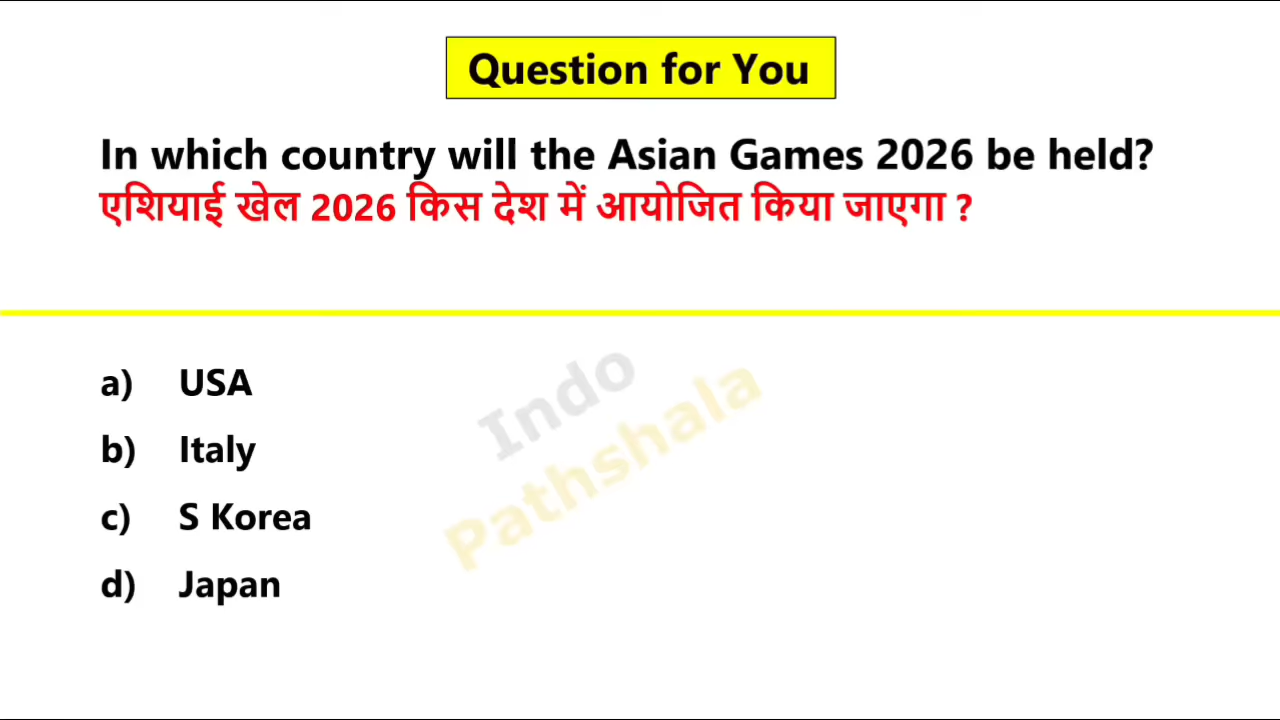 Question for You
In which country will the Asian Games 2026 be held?
एशियाई खेल 2026 किस देश में आयोजित किया जाएगा ?
a) USA
b) Italy
c) S Korea
d) Japan
Indo
Pathshala